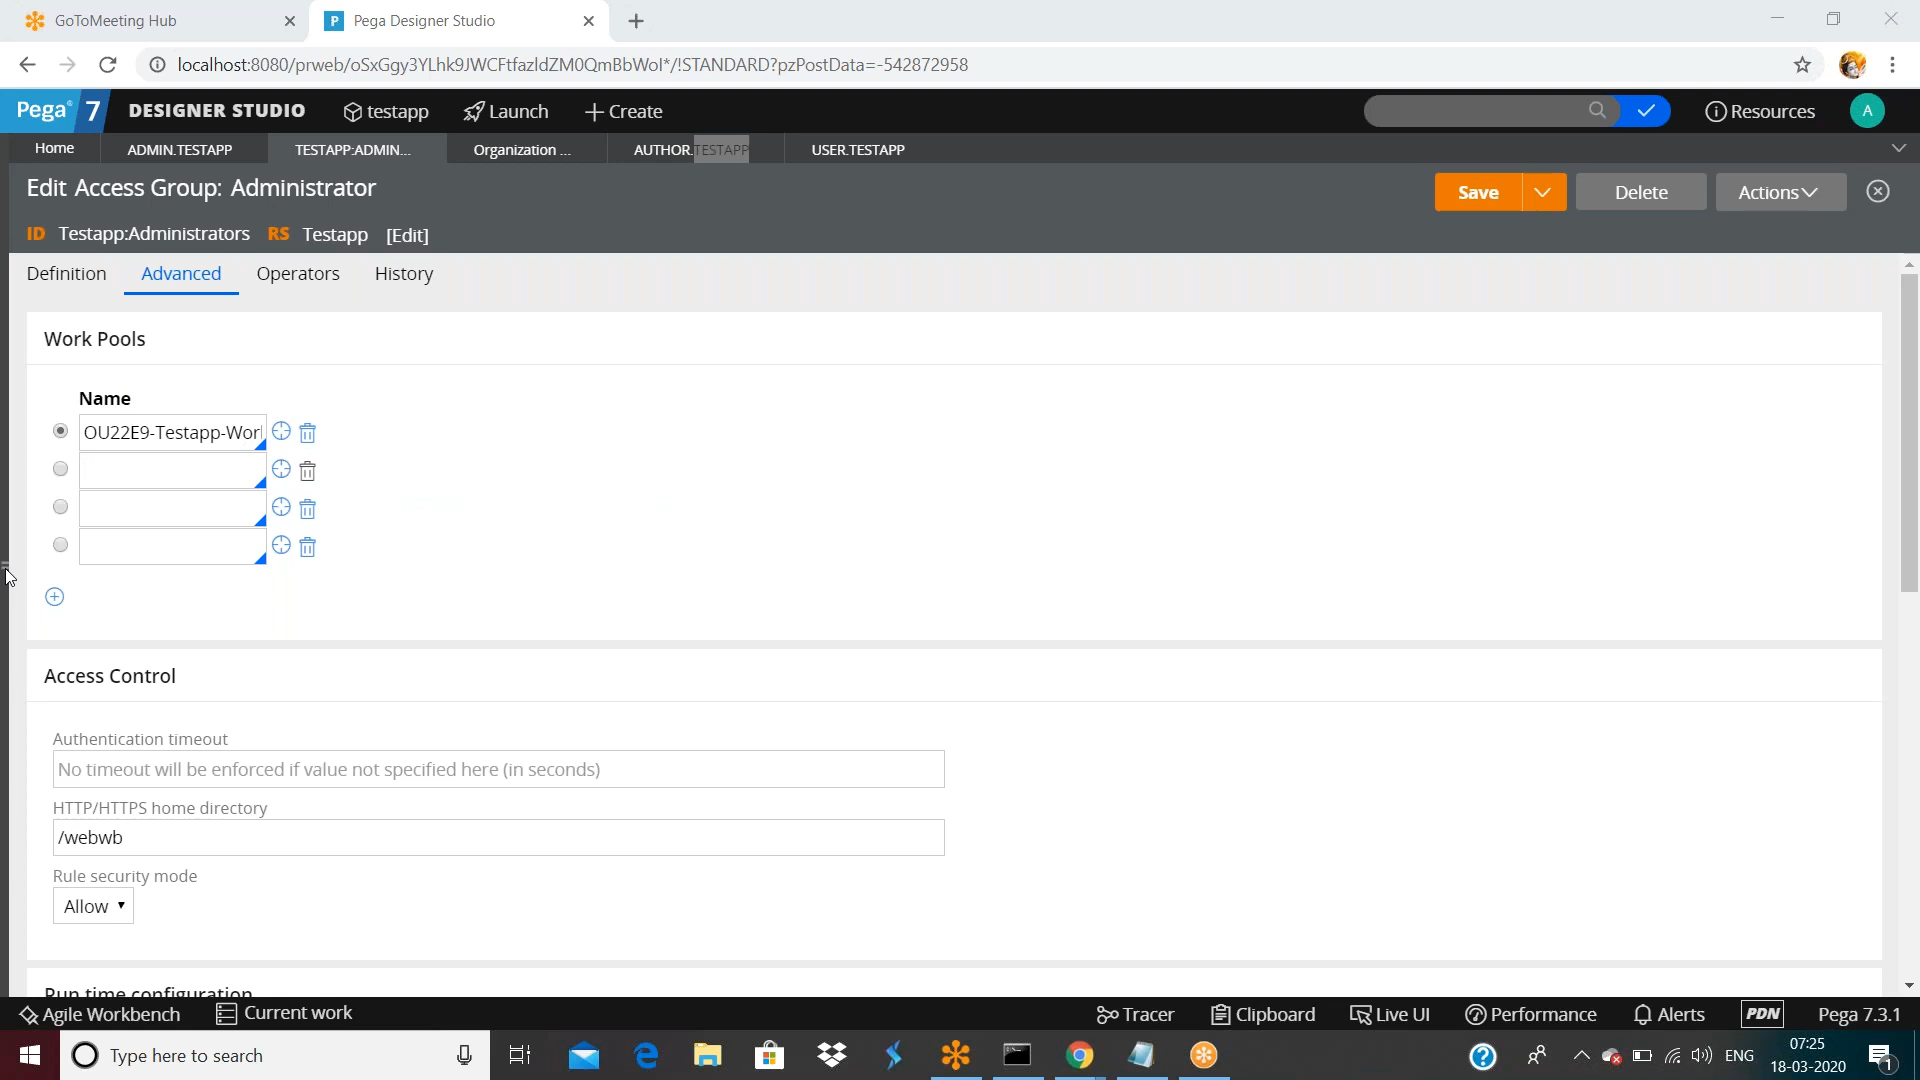 GoToMeeting Hub
Pega Designer Studio
localhost:8080/prweb/oSxGgy3YLhk9JWCFtfazldZM0QmBbWoI*/!STANDARD?pzPostData=-542872958
Pega 7 DESIGNER STUDIO testapp Launch Create Resources A
Home ADMIN.TESTAPP TESTAPP:ADMIN... Organization ... AUTHOR.TESTAPP USER.TESTAPP
Edit Access Group: Administrator
Save Delete Actions
ID Testapp:Administrators RS Testapp [Edit]
Definition Advanced Operators History
Work Pools
Name
OU22E9-Testapp-Wor
Access Control
Authentication timeout
No timeout will be enforced if value not specified here (in seconds)
HTTP/HTTPS home directory
/webwb
Rule security mode
Allow
Run time configuration
Agile Workbench Current work Tracer Clipboard Live UI Performance Alerts PDN Pega 7.3.1
Type here to search
ENG
07:25
18-03-2020
1